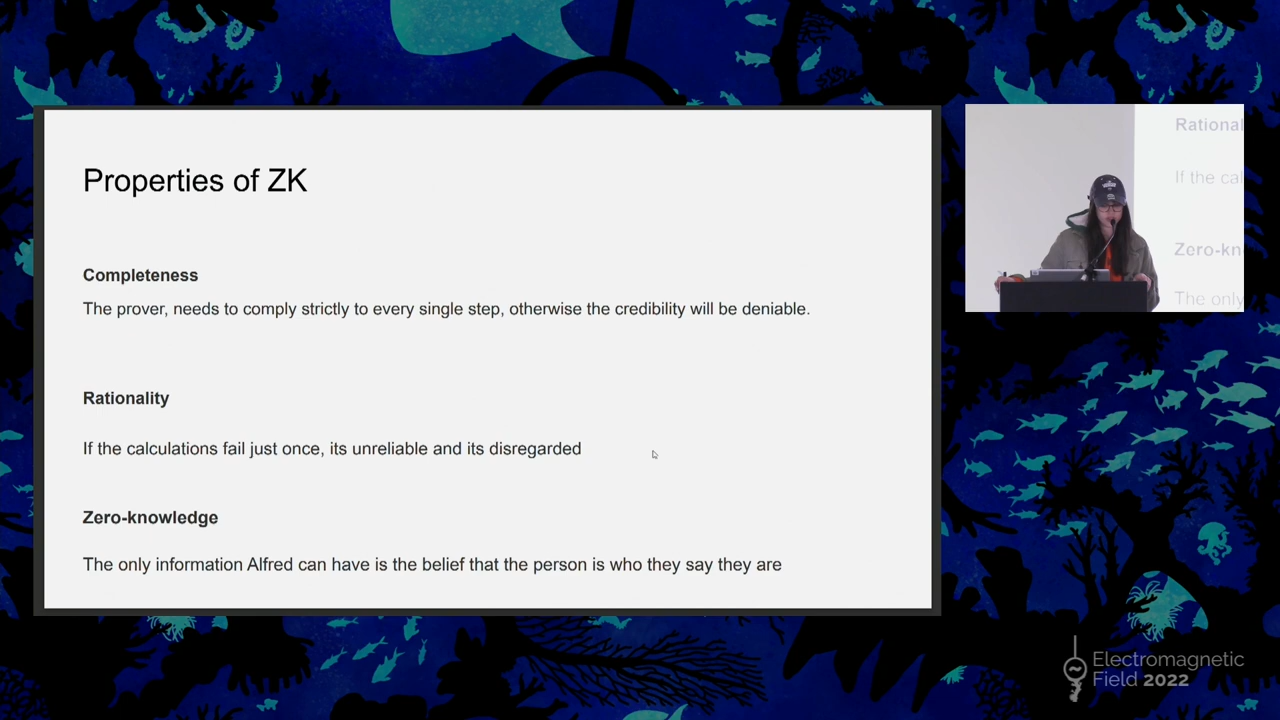 Properties of ZK
Completeness
The prover, needs to comply strictly to every single step, otherwise the credibility will be deniable.
Rationality
If the calculations fail just once, its unreliable and its disregarded
Zero-knowledge
The only information Alfred can have is the belief that the person is who they say they are
Rational
If the cal
Zero-kn
The only
Electromagnetic
Field 2022